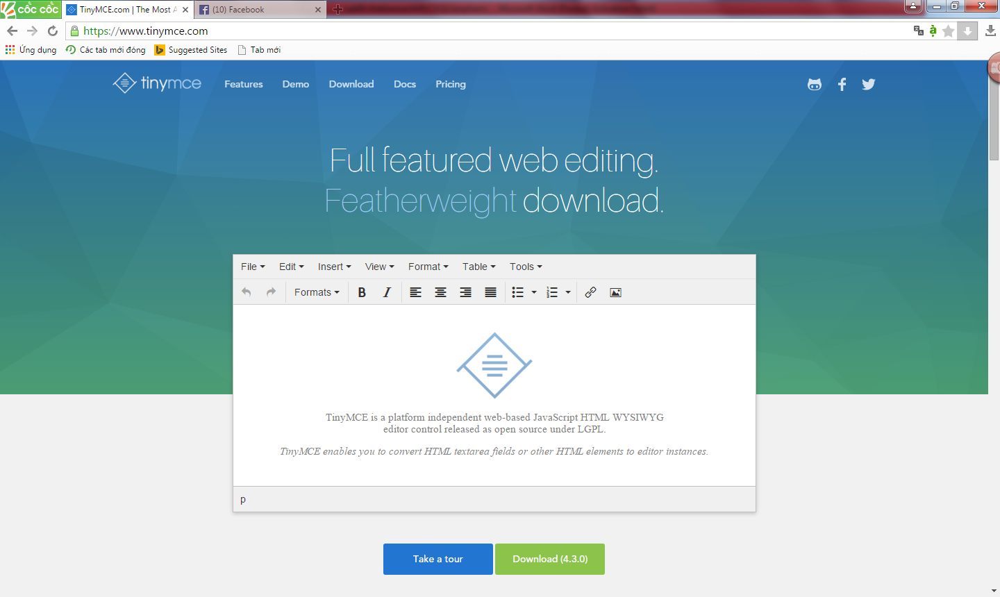 cốc cốc
TinyMCE.com | The Most A
(10) Facebook
https://www.tinymce.com
Ứng dụng
Các tab mới đóng
Suggested Sites
Tab mới
tinymce
Features
Demo
Download
Docs
Pricing
Full featured web editing.
Featherweight download.
File
Edit
Insert
View
Format
Table
Tools
Formats
B
I
TinyMCE is a platform independent web-based JavaScript HTML WYSIWYG
editor control released as open source under LGPL.
TinyMCE enables you to convert HTML textarea fields or other HTML elements to editor instances.
p
Take a tour
Download (4.3.0)